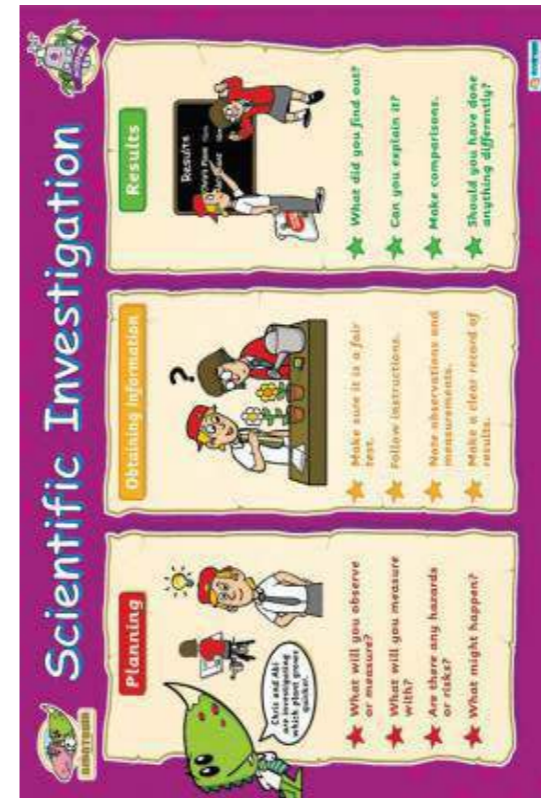 Scientific Investigation
Planning
Chris and Abi
are investigating
which plant grows
quicker.
What will you observe
or measure?
What will you measure
with?
Are there any hazards
or risks?
What might happen?
Obtaining information
?
Make sure it is a fair
test.
Follow instructions.
Note observations and
measurements.
Make a clear record of
results.
Results
Results
What did you find out?
Can you explain it?
Make comparisons.
Should you have done
anything differently?